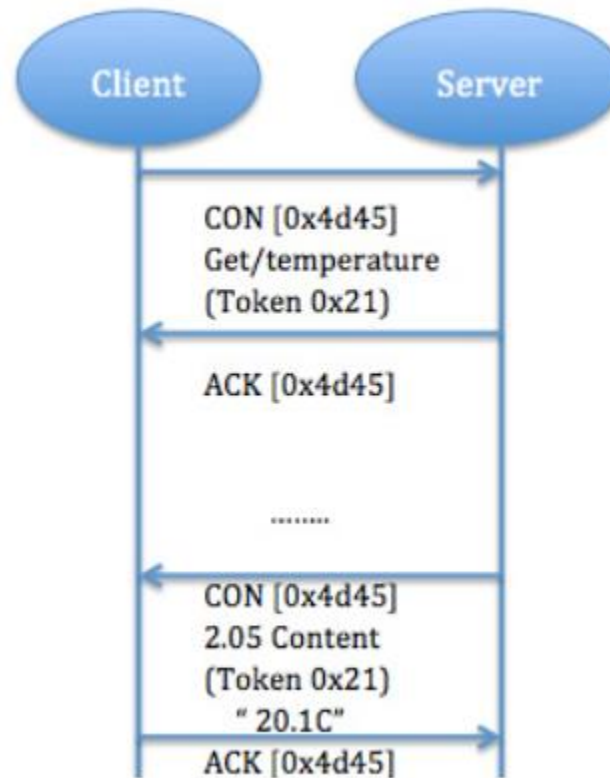 Client
Server
CON [0x4d45]
Get/temperature
(Token 0x21)
ACK [0x4d45]
........
CON [0x4d45]
2.05 Content
(Token 0x21)
“ 20.1C”
ACK [0x4d45]